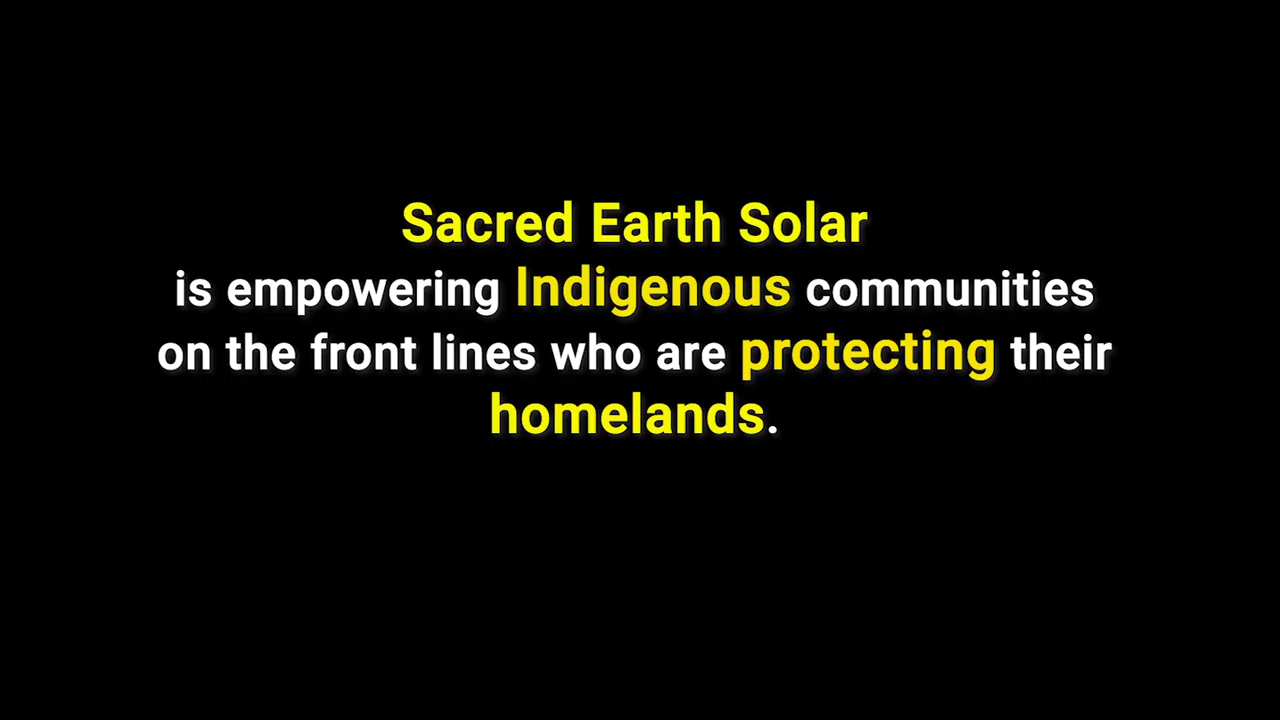 Sacred Earth Solar
is empowering Indigenous communities
on the front lines who are protecting their
homelands.